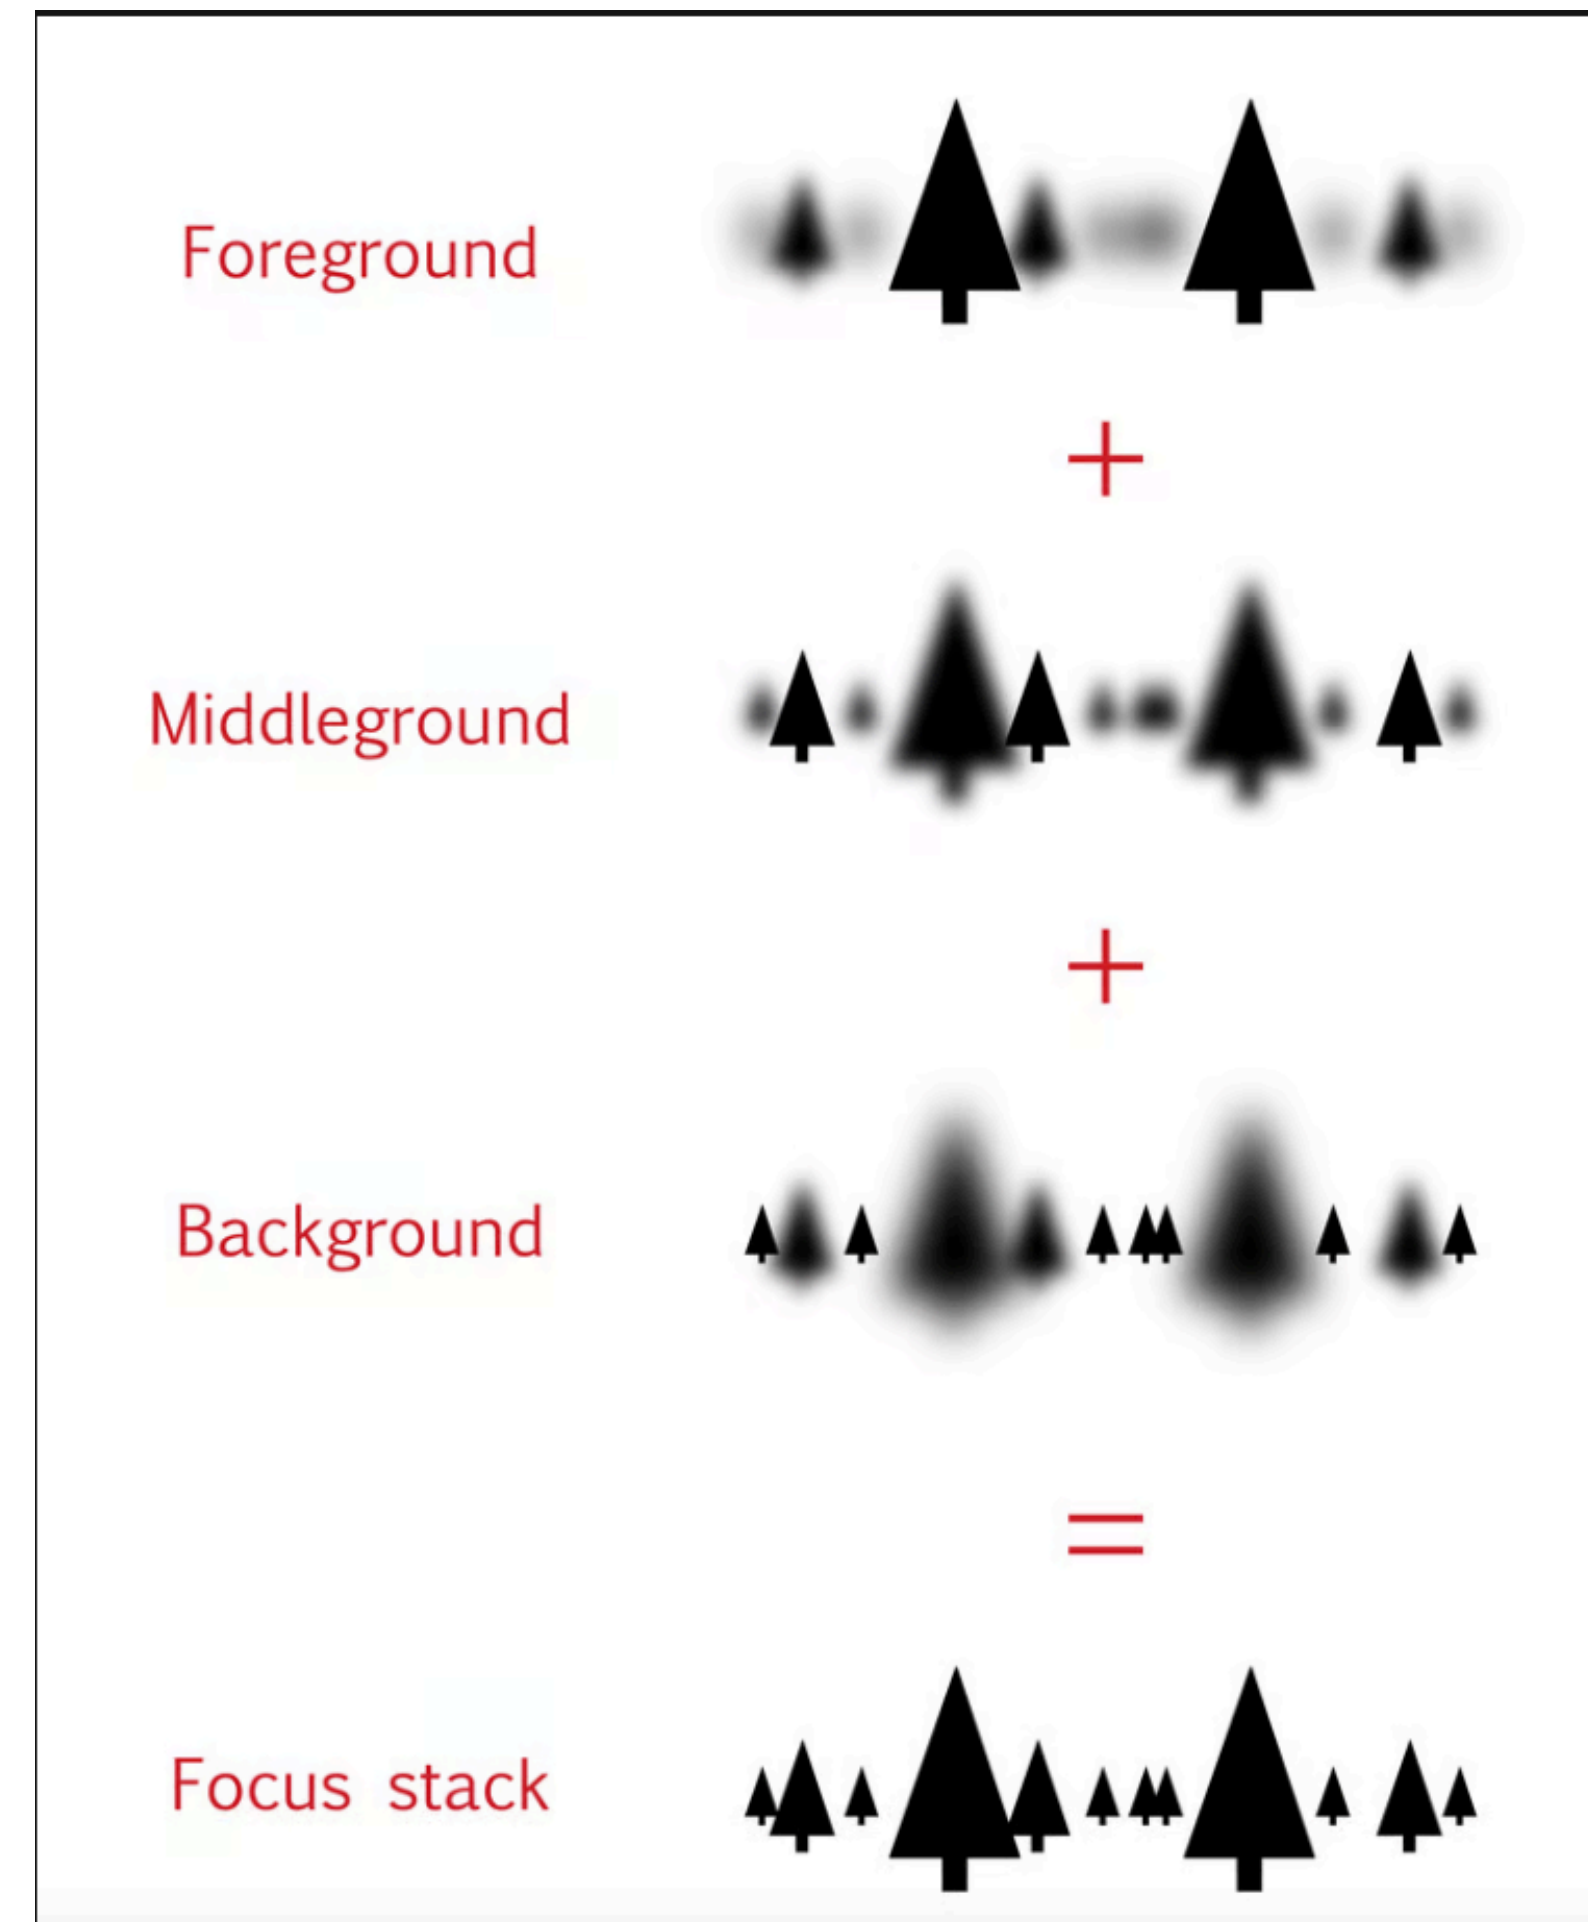 Foreground
+
Middleground
+
Background
=
Focus stack